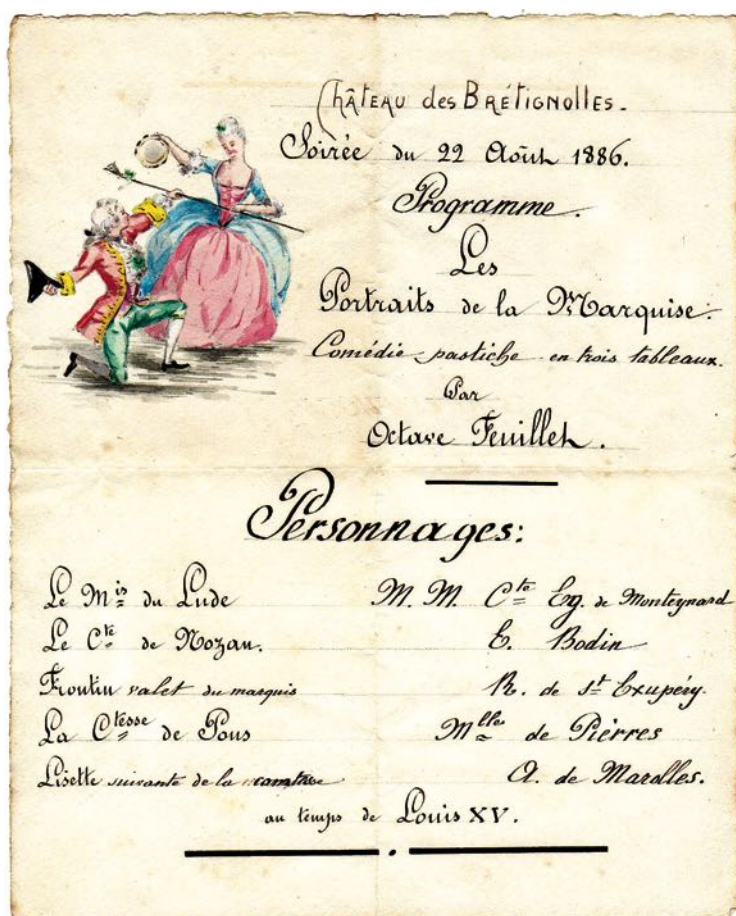 Château des Brétignolles.
Soirée du 22 Août 1886.
Programme.
Les
Portraits de la Marquise.
Comédie-pastiche en trois tableaux.
Par
Octave Feuillet.
Personnages:
Le Mis du Lude M. M. Cte Eg. de Monteynard
Le Cte de Nozan. E. Bodin
Frontin valet du marquis R. de St Exupéry.
La Ctesse de Pons Mlle de Pièrres
Lisette suivante de la comtesse A. de Marolles.
au temps de Louis XV.